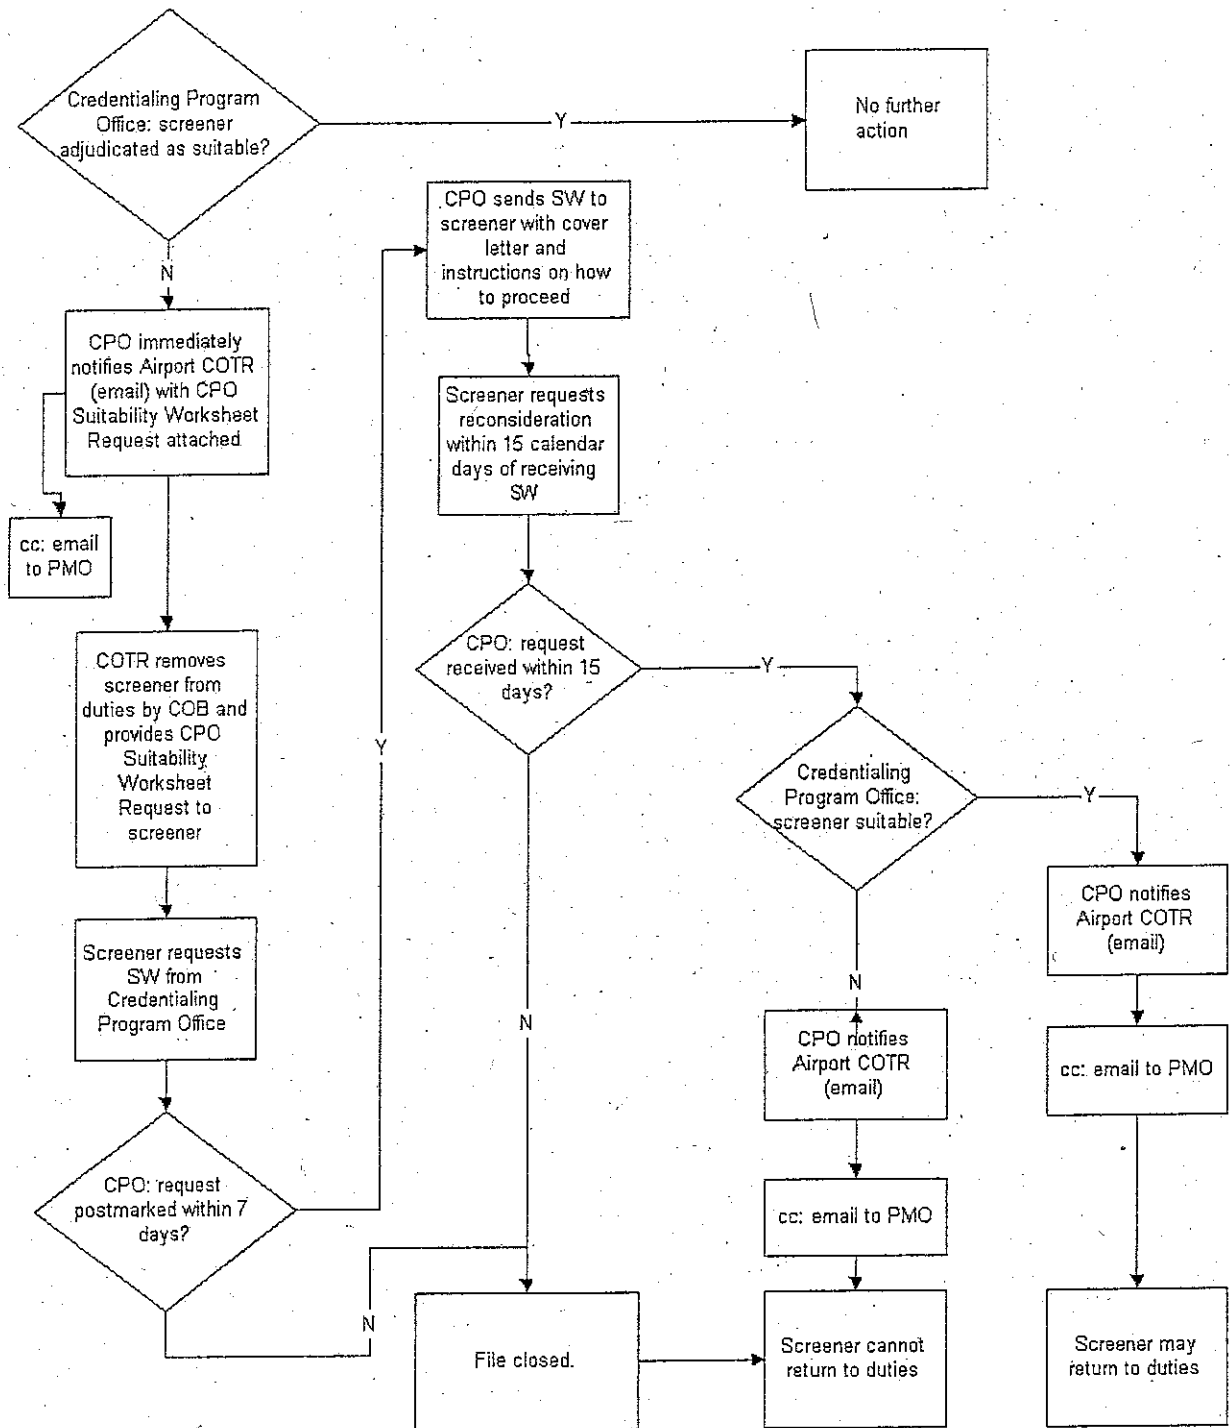 Credentialing Program
Office: screener
adjudicated as suitable?
Y
No further
action
N
CPO immediately
notifies Airport COTR
(email) with CPO
Suitability Worksheet
Request attached
cc: email
to PMO
COTR removes
screener from
duties by COB and
provides CPO
Suitability
Worksheet
Request to
screener
Screener requests
SW from
Credentialing
Program Office
CPO: request
postmarked within 7
days?
Y
N
CPO sends SW to
screener with cover
letter and
instructions on how
to proceed
Screener requests
reconsideration
within 15 calendar
days of receiving
SW
CPO: request
received within 15
days?
Y
N
File closed.
Credentialing
Program Office:
screener suitable?
Y
N
CPO notifies
Airport COTR
(email)
cc: email to PMO
Screener cannot
return to duties
CPO notifies
Airport COTR
(email)
cc: email to PMO
Screener may
return to duties